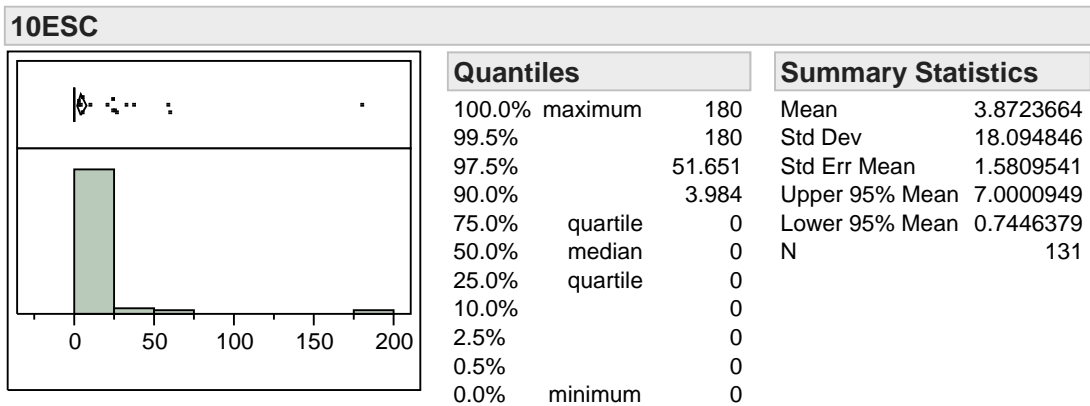 10ESC
0 50 100 150 200
Quantiles
100.0% maximum 180
99.5% 180
97.5% 51.651
90.0% 3.984
75.0% quartile 0
50.0% median 0
25.0% quartile 0
10.0% 0
2.5% 0
0.5% 0
0.0% minimum 0
Summary Statistics
Mean 3.8723664
Std Dev 18.094846
Std Err Mean 1.5809541
Upper 95% Mean 7.0000949
Lower 95% Mean 0.7446379
N 131